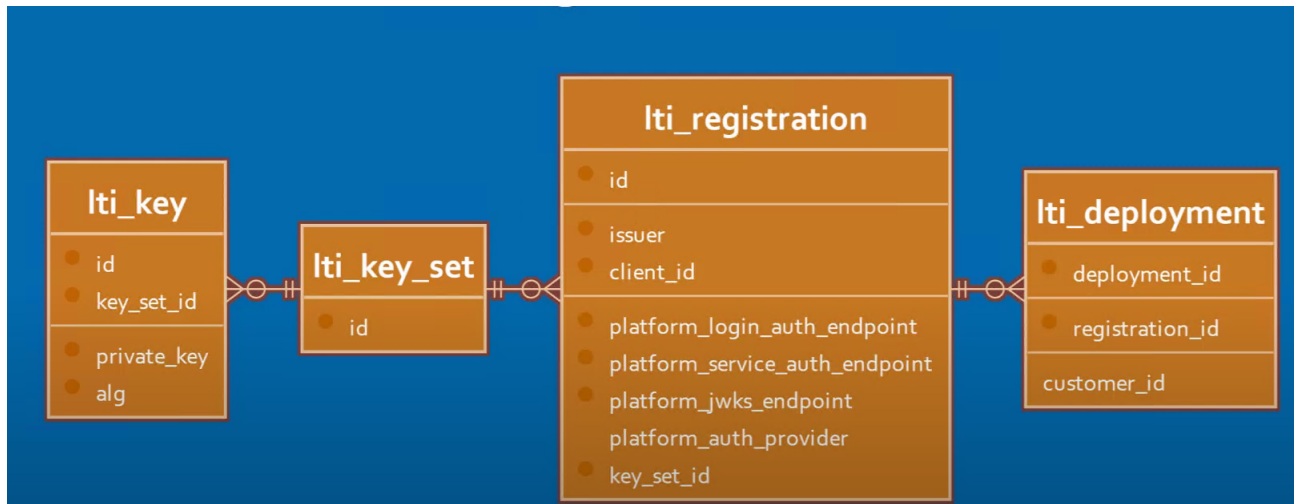 lti_key
id
key_set_id
private_key
alg
lti_key_set
id
lti_registration
id
issuer
client_id
platform_login_auth_endpoint
platform_service_auth_endpoint
platform_jwks_endpoint
platform_auth_provider
key_set_id
lti_deployment
deployment_id
registration_id
customer_id